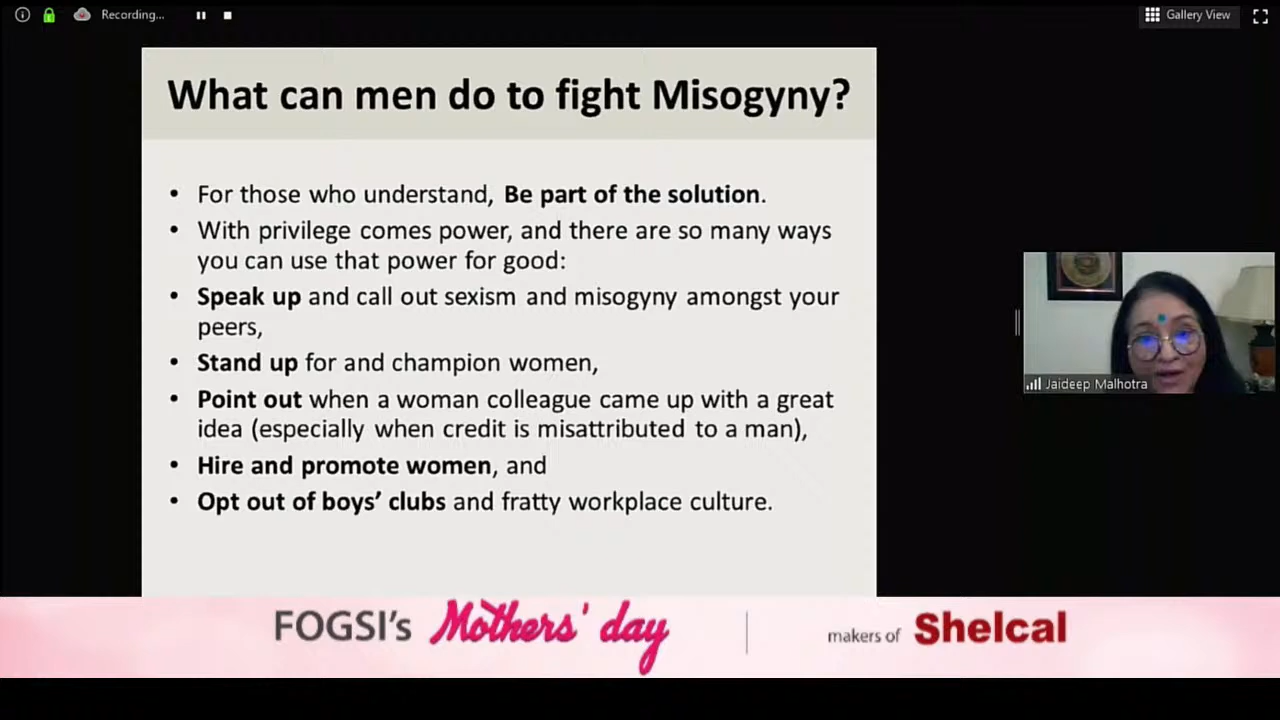 Recording...
Gallery View
What can men do to fight Misogyny?
• For those who understand, Be part of the solution.
• With privilege comes power, and there are so many ways
you can use that power for good:
• Speak up and call out sexism and misogyny amongst your
peers,
• Stand up for and champion women,
• Point out when a woman colleague came up with a great
idea (especially when credit is misattributed to a man),
• Hire and promote women, and
• Opt out of boys’ clubs and fratty workplace culture.
Jaideep Malhotra
FOGSI’s Mothers’ day
makers of Shelcal